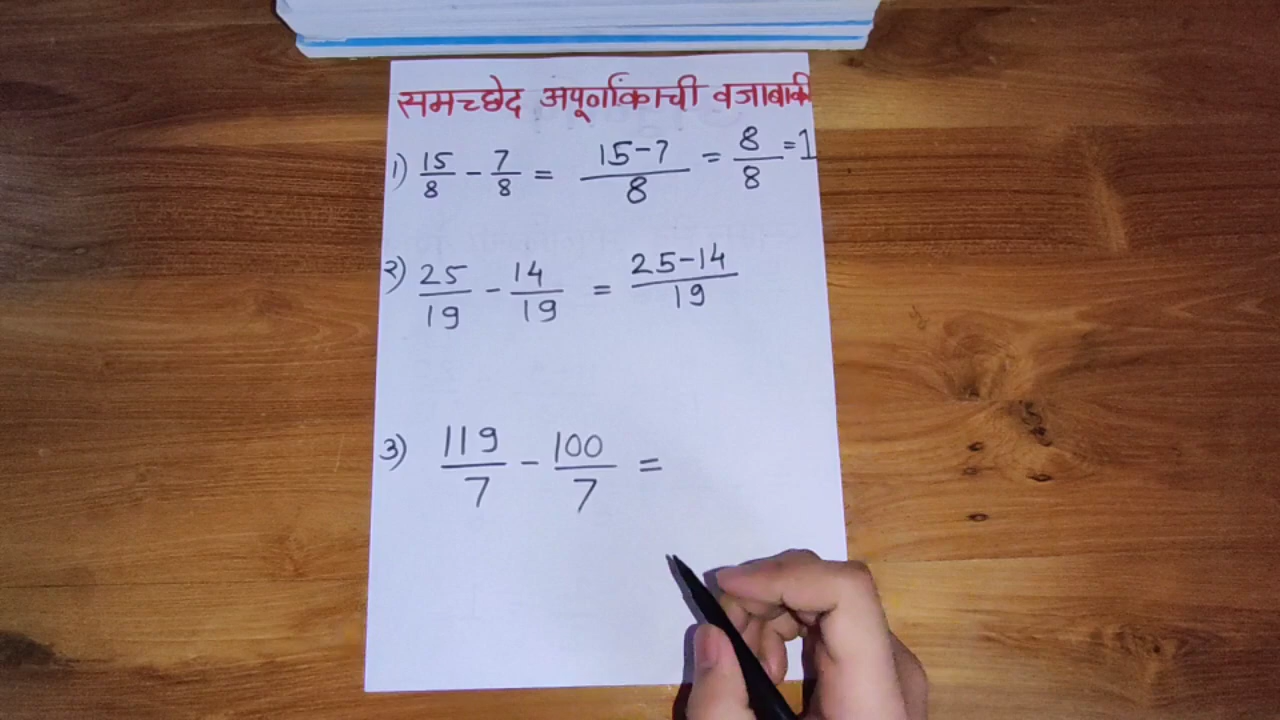 समच्छेद अपूर्णांकाची वजाबाकी
1) 15/8 - 7/8 = 15-7/8 = 8/8 = 1
२) 25/19 - 14/19 = 25-14/19
3) 119/7 - 100/7 =